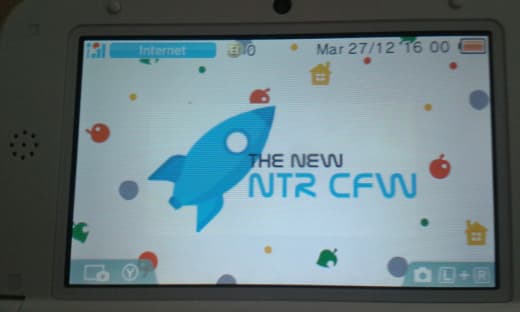 Internet
0
Mar 27/12 16 00
THE NEW
NTR CFW
Y
L + R